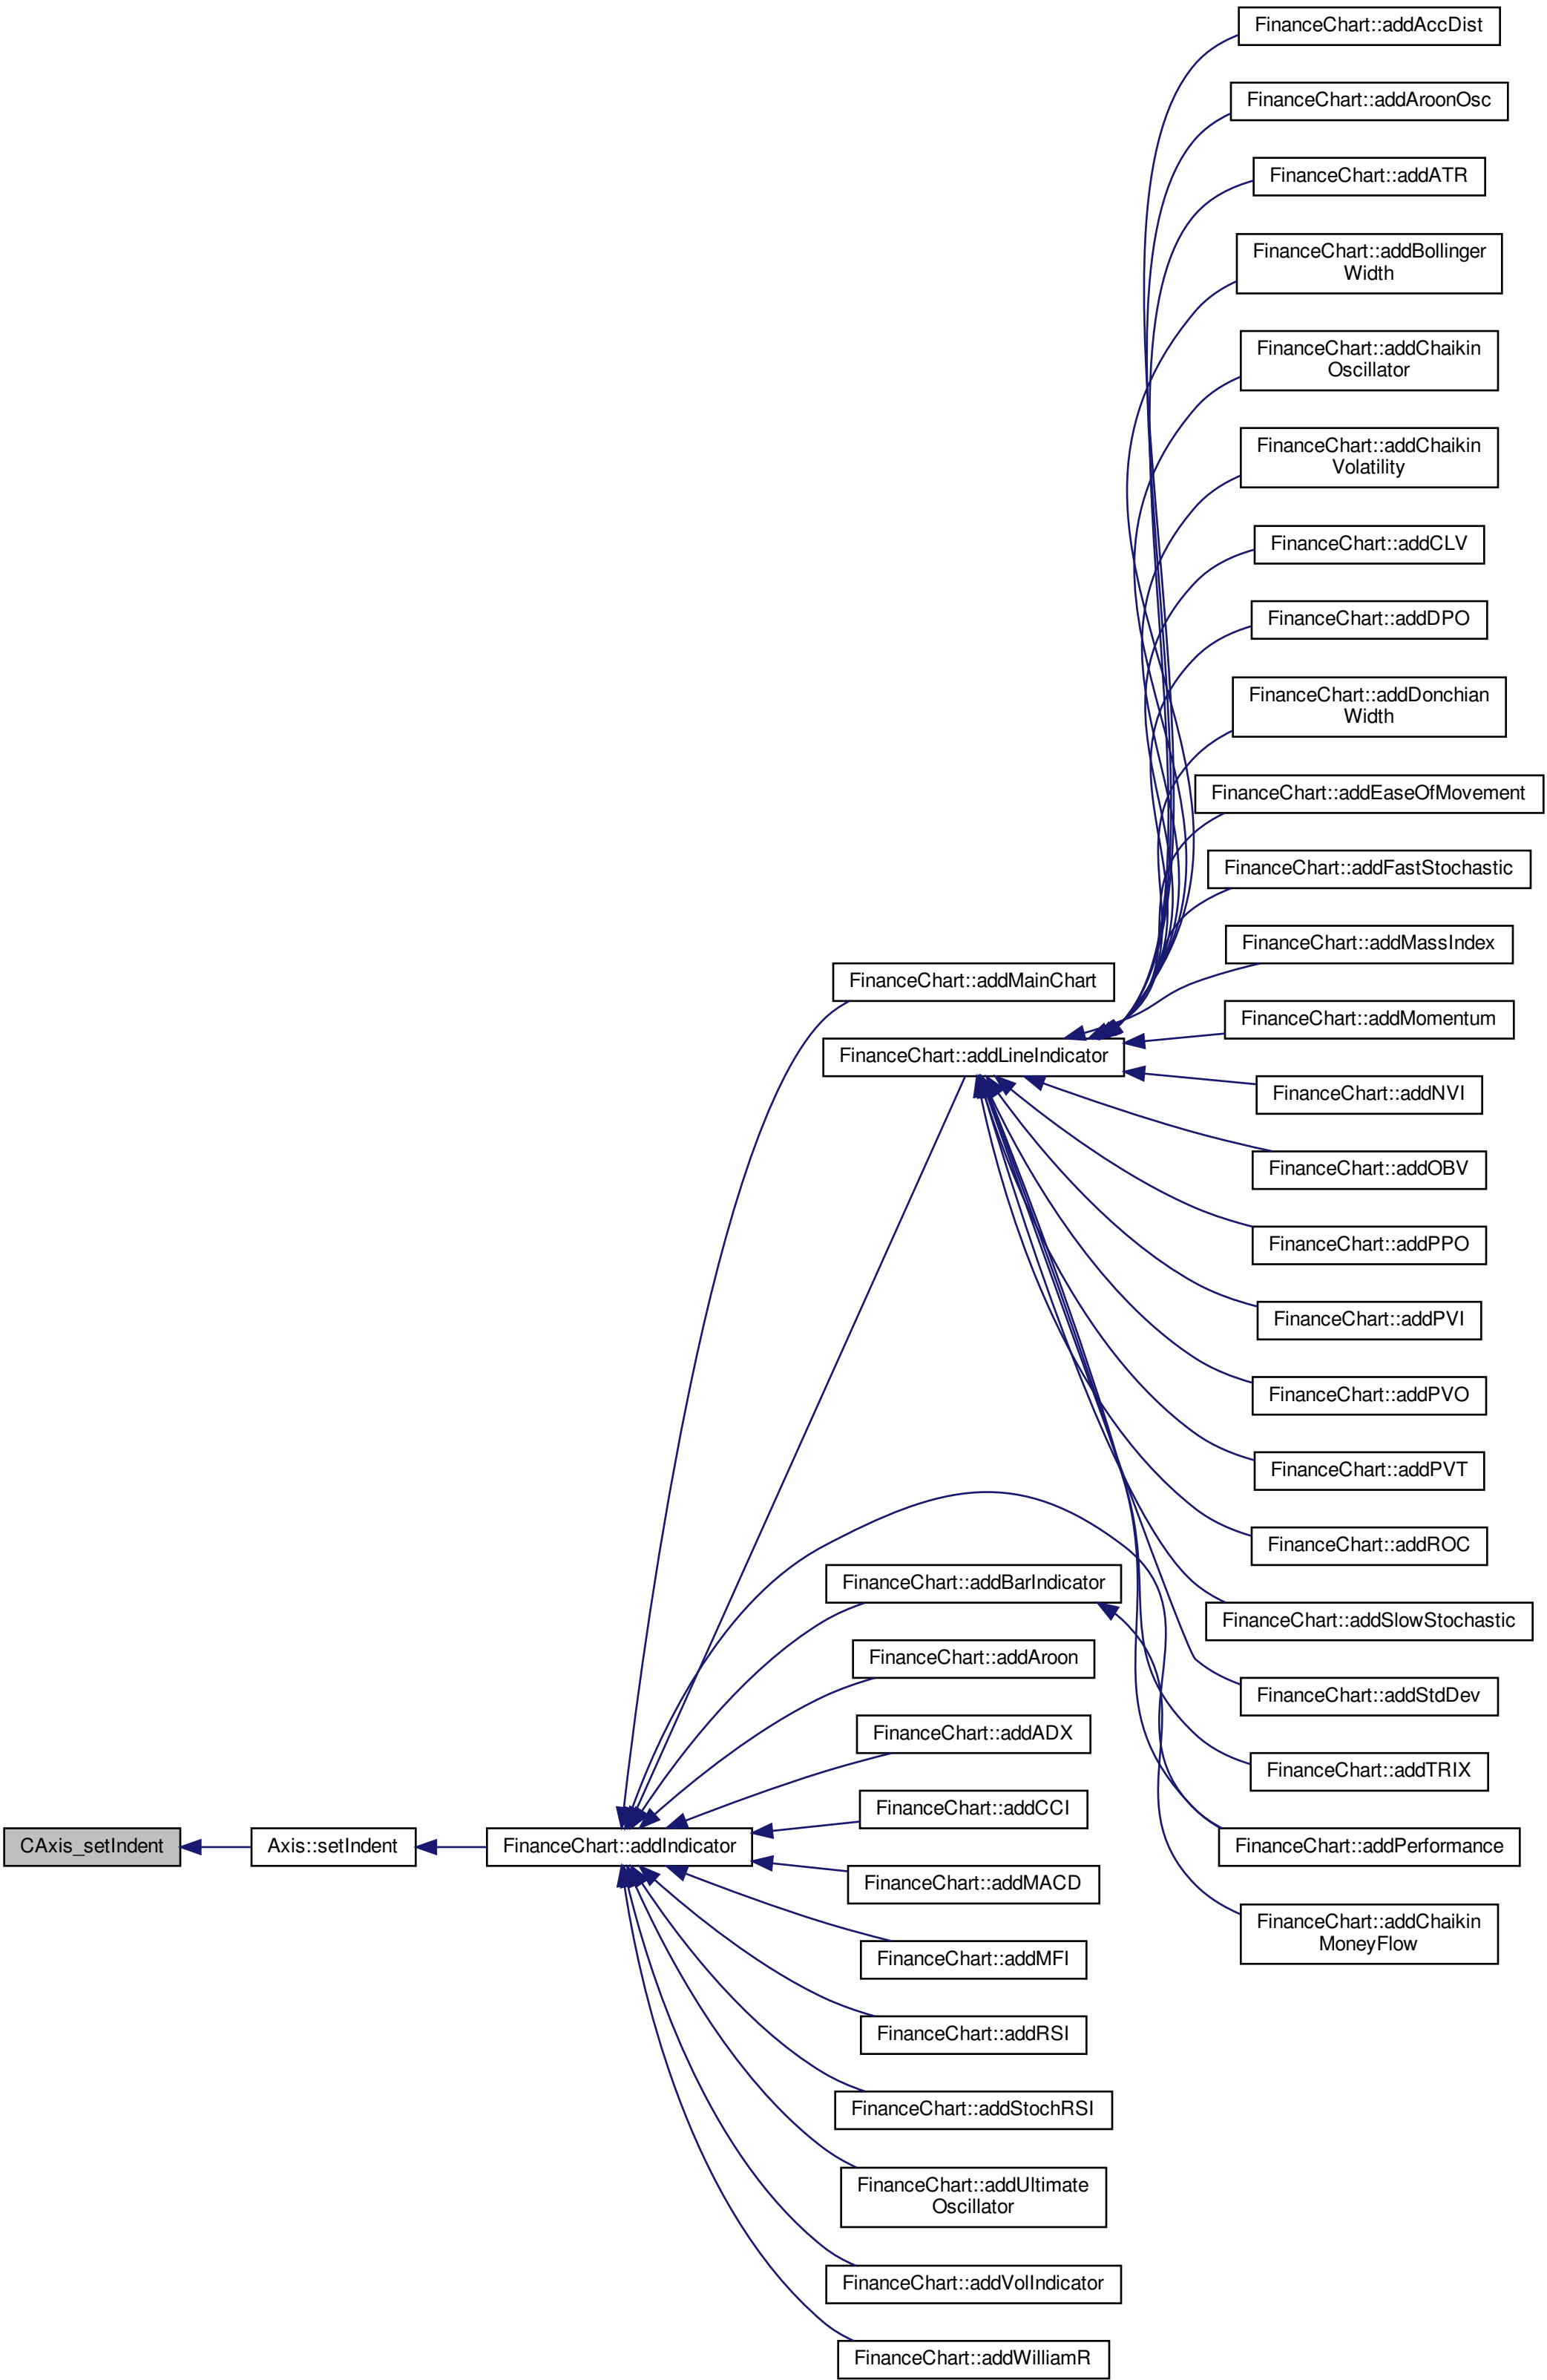 FinanceChart::addAccDist
FinanceChart::addAroonOsc
FinanceChart::addATR
FinanceChart::addBollinger
Width
FinanceChart::addChaikin
Oscillator
FinanceChart::addChaikin
Volatility
FinanceChart::addCLV
FinanceChart::addDPO
FinanceChart::addDonchian
Width
FinanceChart::addEaseOfMovement
FinanceChart::addFastStochastic
FinanceChart::addMassIndex
FinanceChart::addMainChart
FinanceChart::addMomentum
FinanceChart::addLineIndicator
FinanceChart::addNVI
FinanceChart::addOBV
FinanceChart::addPPO
FinanceChart::addPVI
FinanceChart::addPVO
FinanceChart::addPVT
FinanceChart::addROC
FinanceChart::addBarIndicator
FinanceChart::addSlowStochastic
FinanceChart::addAroon
FinanceChart::addStdDev
FinanceChart::addADX
FinanceChart::addTRIX
FinanceChart::addCCI
CAxis_setIndent
Axis::setIndent
FinanceChart::addIndicator
FinanceChart::addPerformance
FinanceChart::addMACD
FinanceChart::addChaikin
MoneyFlow
FinanceChart::addMFI
FinanceChart::addRSI
FinanceChart::addStochRSI
FinanceChart::addUltimate
Oscillator
FinanceChart::addVolIndicator
FinanceChart::addWilliamR